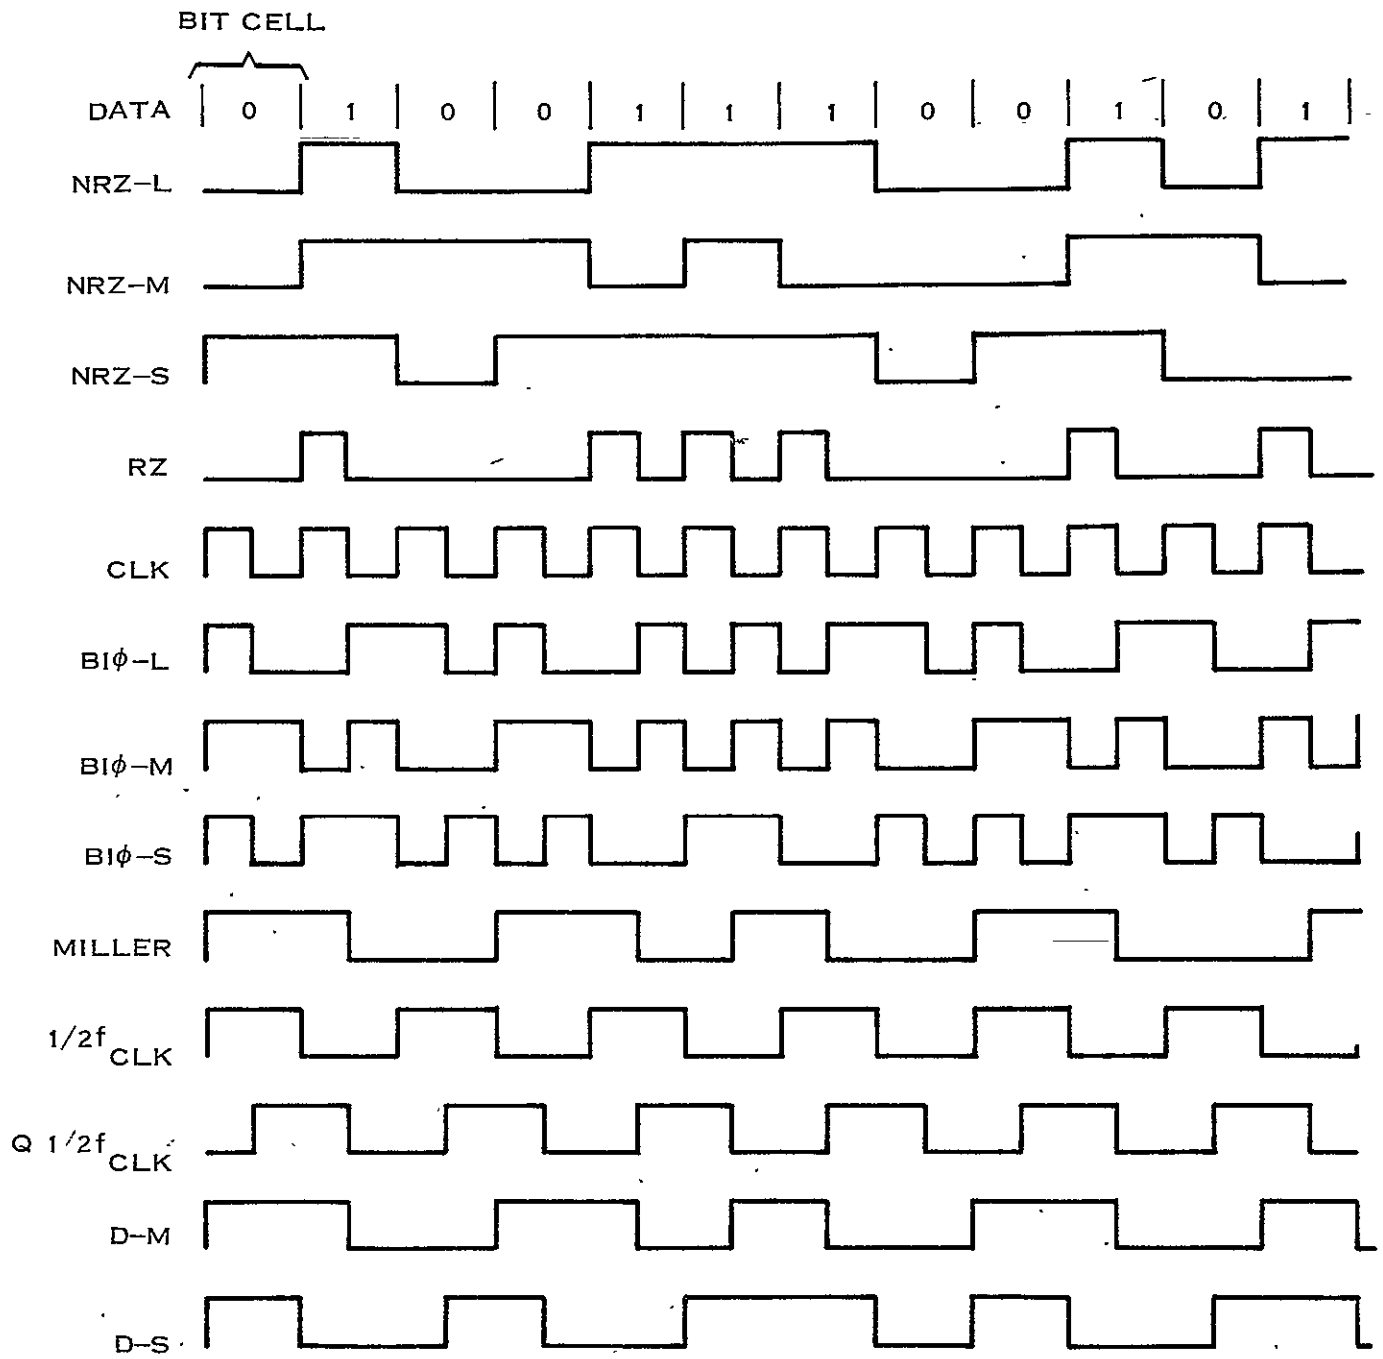 BIT CELL
DATA 0 1 0 0 1 1 1 0 0 1 0 1
NRZ-L
NRZ-M
NRZ-S
RZ
CLK
BIϕ-L
BIϕ-M
BIϕ-S
MILLER
1/2f CLK
Q 1/2f CLK
D-M
D-S